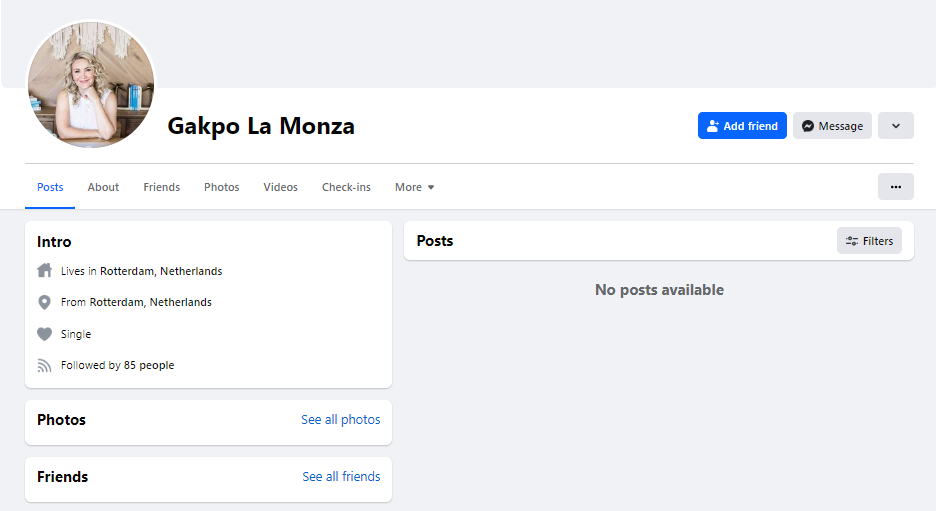 Gakpo La Monza
Add friend
Message
Posts
About
Friends
Photos
Videos
Check-ins
More
Intro
Lives in Rotterdam, Netherlands
From Rotterdam, Netherlands
Single
Followed by 85 people
Photos
See all photos
Friends
See all friends
Posts
Filters
No posts available